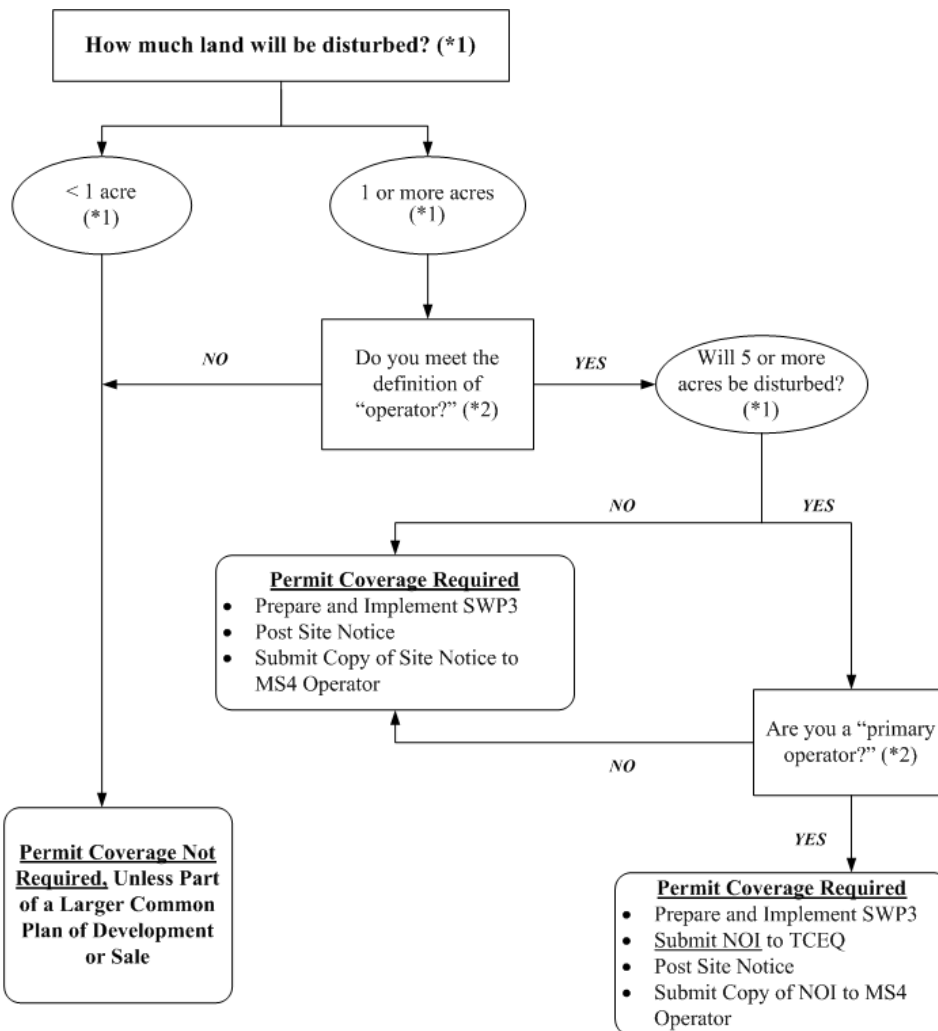 How much land will be disturbed? (*1)
< 1 acre
(*1)
1 or more acres
(*1)
Do you meet the
definition of
“operator?” (*2)
NO
YES
Will 5 or more
acres be disturbed?
(*1)
NO
YES
Permit Coverage Required
• Prepare and Implement SWP3
• Post Site Notice
• Submit Copy of Site Notice to
MS4 Operator
Are you a “primary
operator?” (*2)
NO
YES
Permit Coverage Not
Required, Unless Part
of a Larger Common
Plan of Development
or Sale
Permit Coverage Required
• Prepare and Implement SWP3
• Submit NOI to TCEQ
• Post Site Notice
• Submit Copy of NOI to MS4
Operator